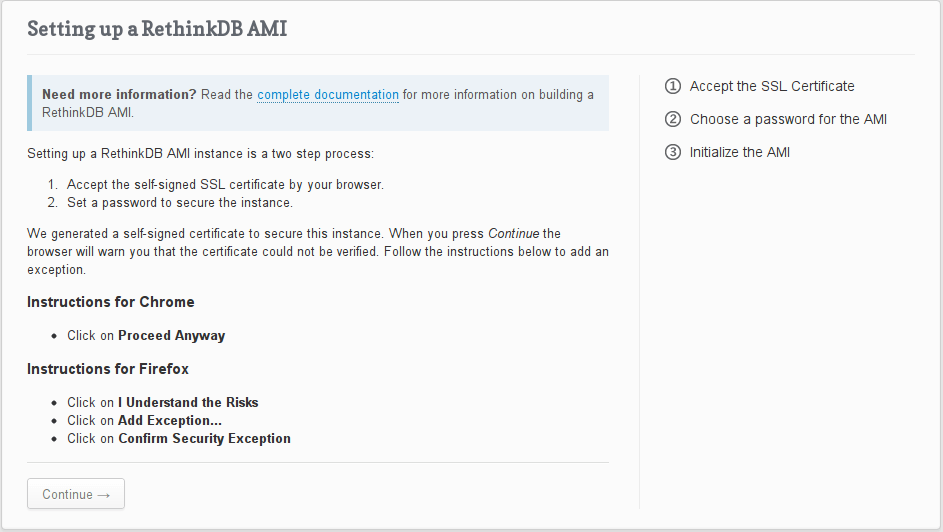 Setting up a RethinkDB AMI
Need more information? Read the complete documentation for more information on building a
RethinkDB AMI.
Setting up a RethinkDB AMI instance is a two step process:
1. Accept the self-signed SSL certificate by your browser.
2. Set a password to secure the instance.
We generated a self-signed certificate to secure this instance. When you press Continue the
browser will warn you that the certificate could not be verified. Follow the instructions below to add an
exception.
Instructions for Chrome
• Click on Proceed Anyway
Instructions for Firefox
• Click on I Understand the Risks
• Click on Add Exception...
• Click on Confirm Security Exception
Continue →
1 Accept the SSL Certificate
2 Choose a password for the AMI
3 Initialize the AMI